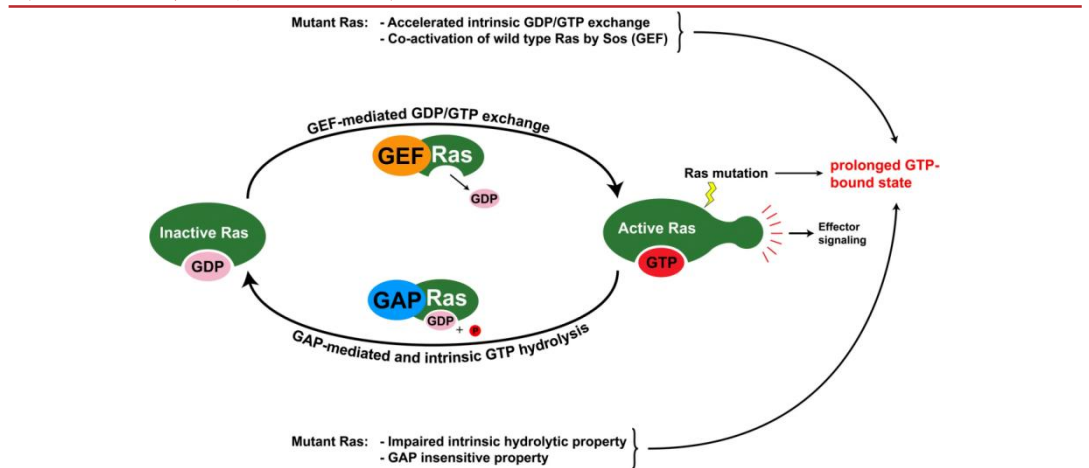 Mutant Ras: - Accelerated intrinsic GDP/GTP exchange
- Co-activation of wild type Ras by Sos (GEF)
GEF-mediated GDP/GTP exchange
GEF Ras
GDP
Ras mutation
prolonged GTP-
bound state
Inactive Ras
GDP
Active Ras
GTP
Effector
signaling
GAP Ras
GDP
+ P
GAP-mediated and intrinsic GTP hydrolysis
Mutant Ras: - Impaired intrinsic hydrolytic property
- GAP insensitive property